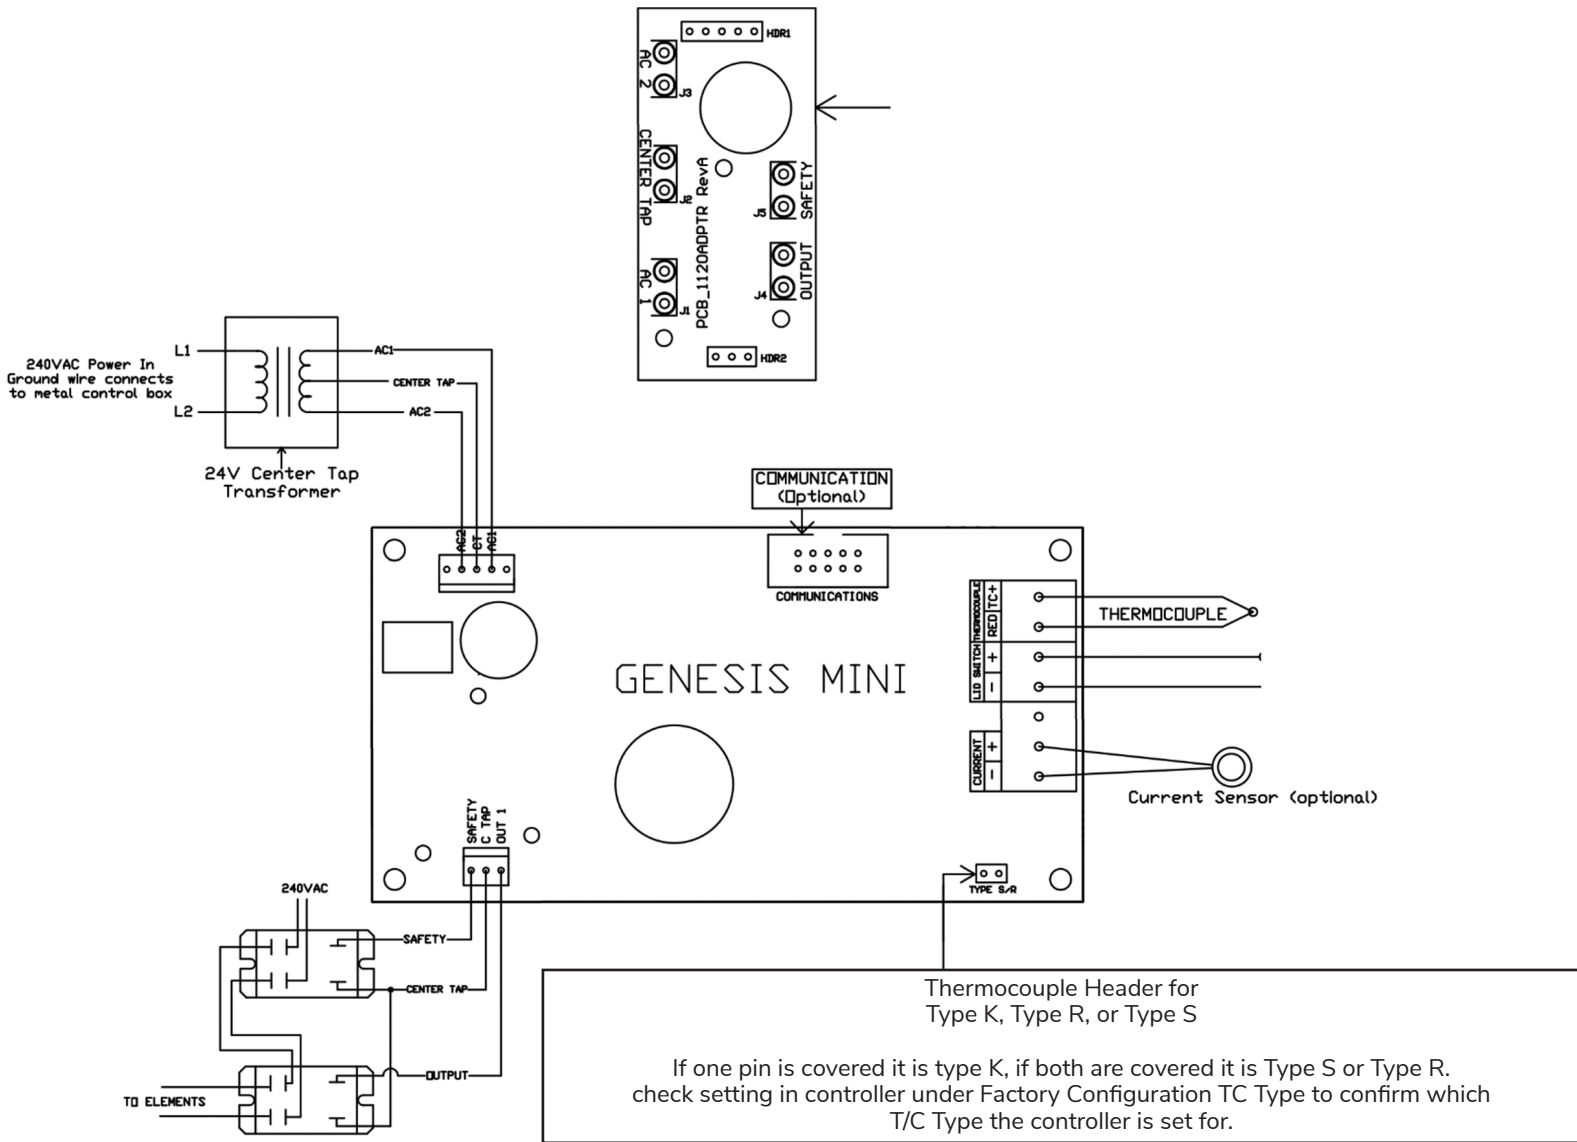 HDR1
AC 2
J3
CENTER TAP
J2
AC 1
J1
PCB_1120ADPTR RevA
SAFETY
J5
OUTPUT
J4
HDR2
240VAC Power In
Ground wire connects
to metal control box
L1
L2
AC1
CENTER TAP
AC2
24V Center Tap
Transformer
COMMUNICATION
(Optional)
COMMUNICATIONS
AC2
CT
AC1
GENESIS MINI
THERMOCOUPLE
TC+
RED
LID SWITCH
+
-
CURRENT
+
-
THERMOCOUPLE
Current Sensor (optional)
SAFETY
C TAP
OUT 1
TYPE S/R
240VAC
SAFETY
CENTER TAP
OUTPUT
TO ELEMENTS
Thermocouple Header for
Type K, Type R, or Type S
If one pin is covered it is type K, if both are covered it is Type S or Type R.
check setting in controller under Factory Configuration TC Type to confirm which
T/C Type the controller is set for.